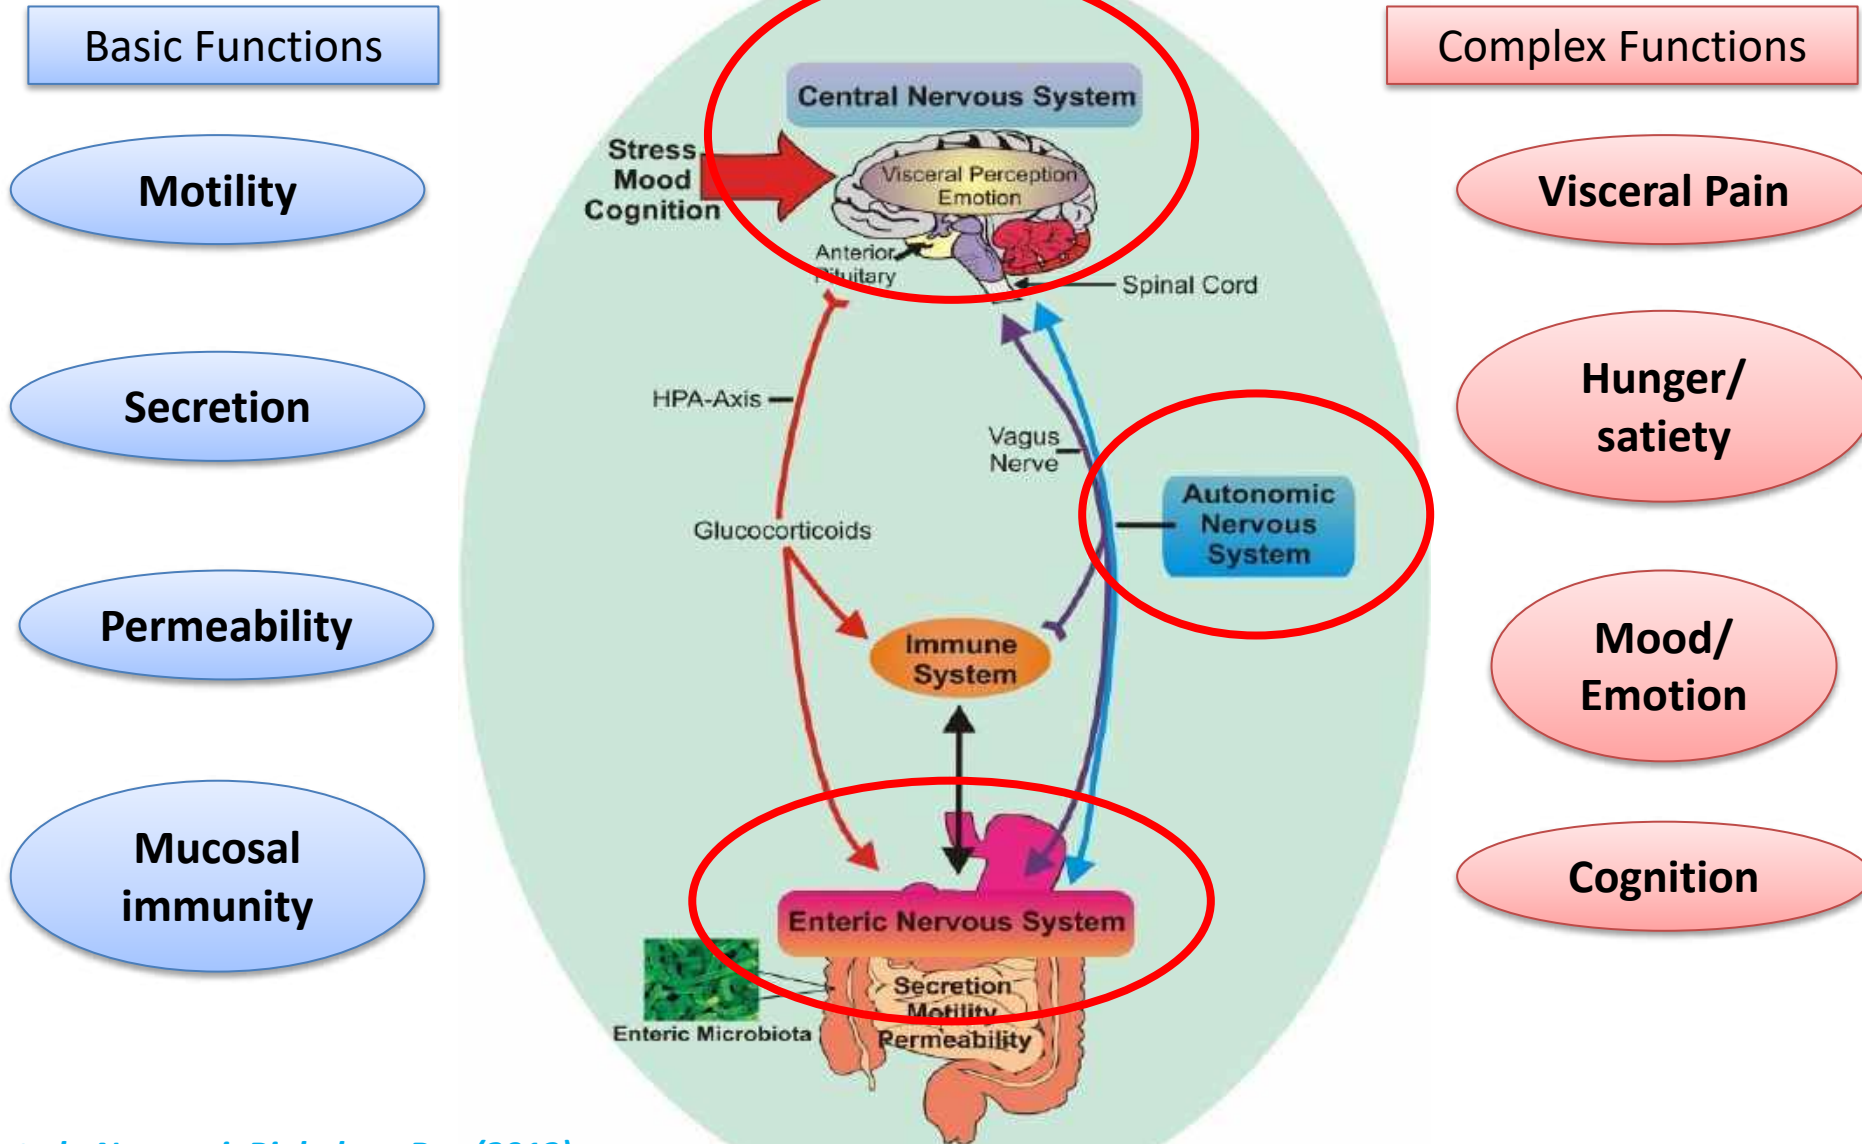 Basic Functions
Motility
Secretion
Permeability
Mucosal
immunity
Central Nervous System
Stress
Mood
Cognition
Visceral Perception
Emotion
Anterior
Pituitary
Spinal Cord
HPA-Axis
Vagus
Nerve
Glucocorticoids
Autonomic
Nervous
System
Immune
System
Enteric Nervous System
Secretion
Motility
Permeability
Enteric Microbiota
Complex Functions
Visceral Pain
Hunger/
satiety
Mood/
Emotion
Cognition